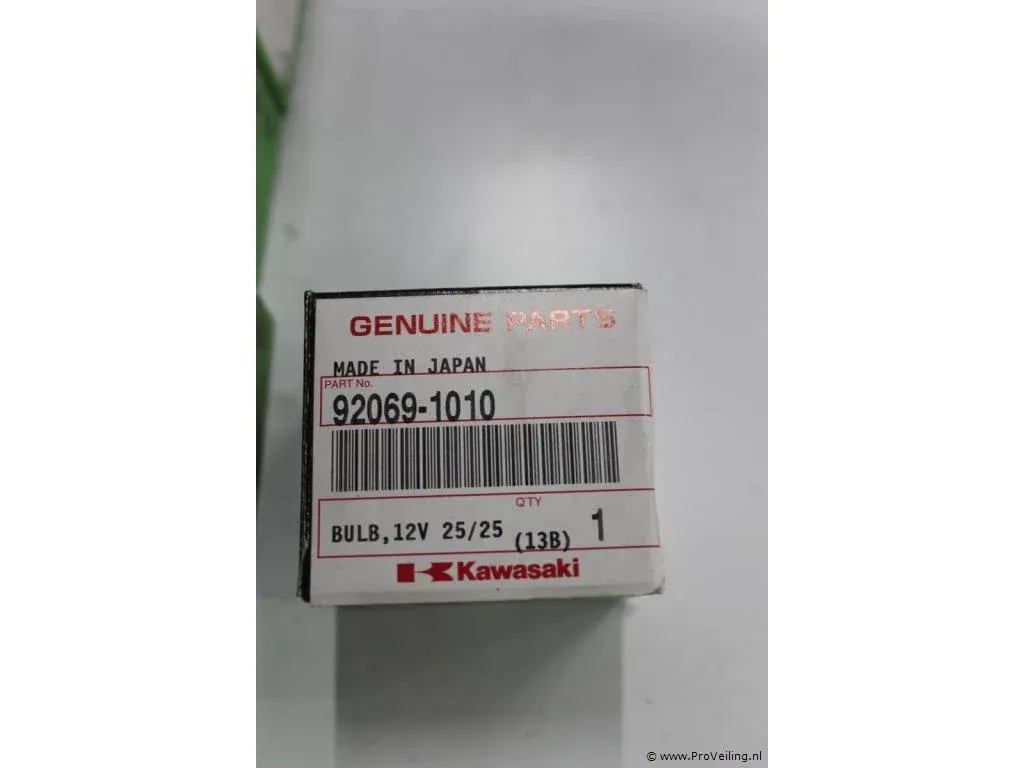 GENUINE PARTS
MADE IN JAPAN
PART No.
92069-1010
Q'TY
BULB,12V 25/25 (13B) 1
Kawasaki
© www.ProVeiling.nl